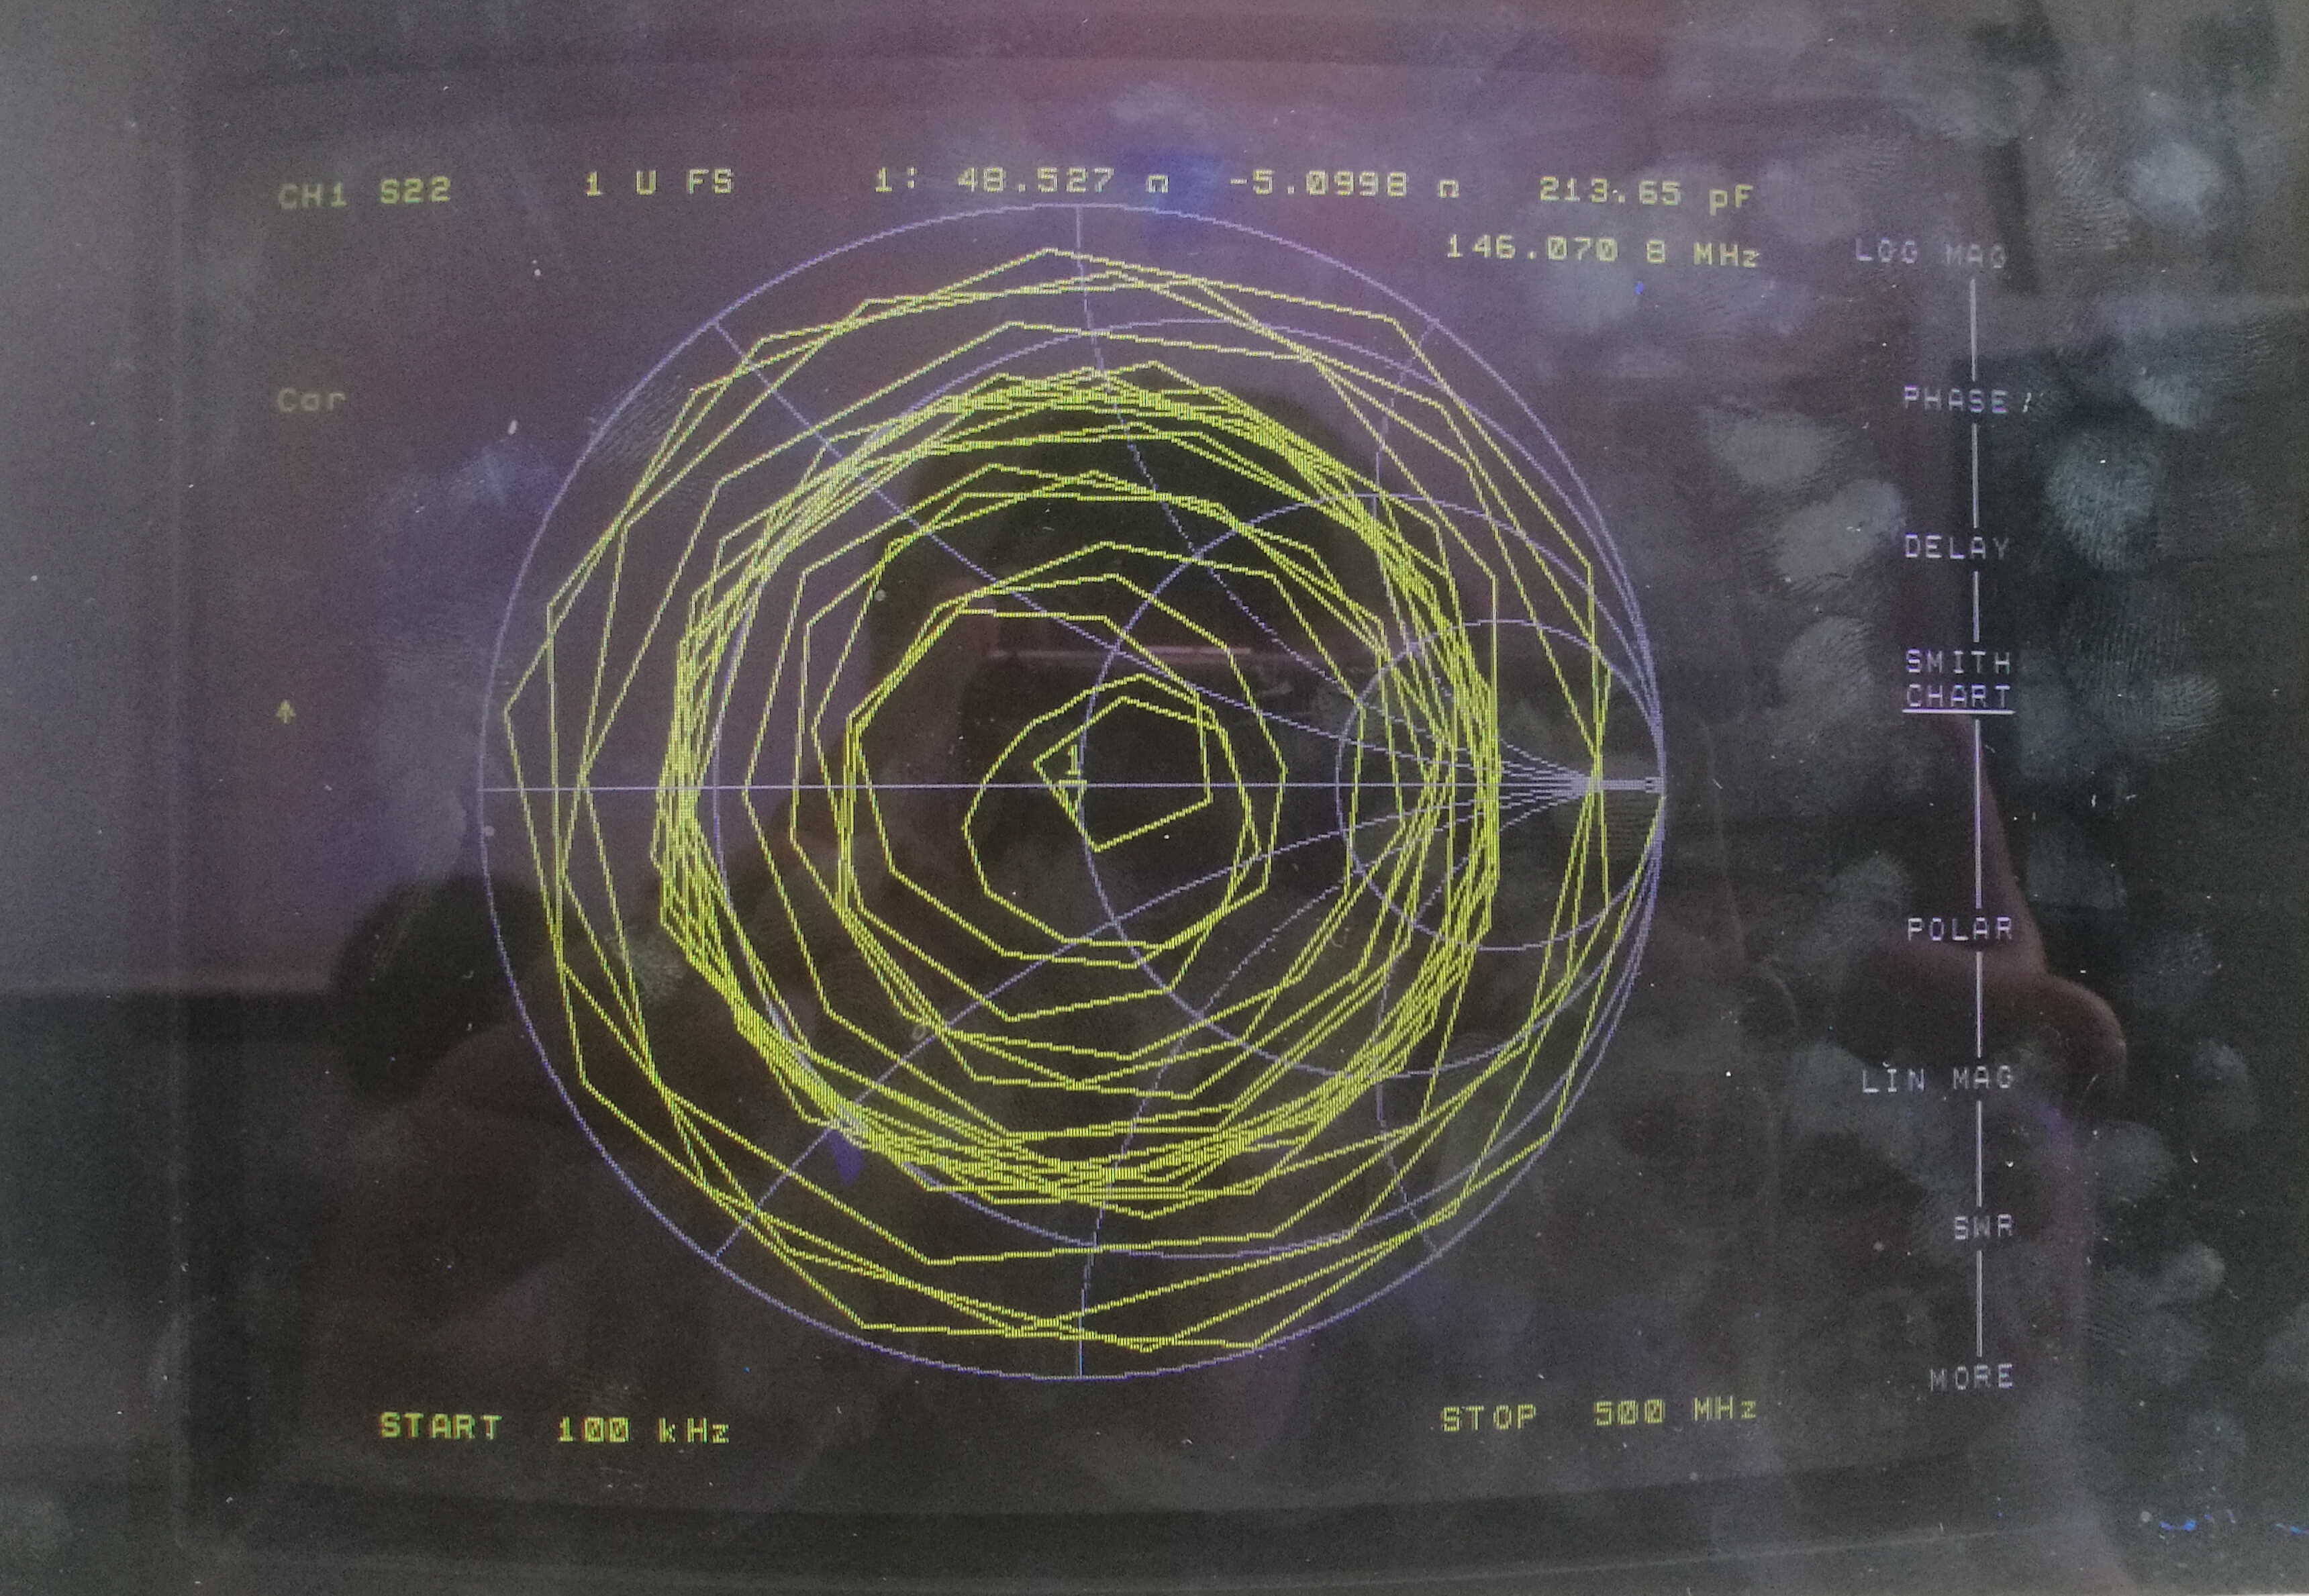 CH1 S22 1 U FS 1: 48.527 Ω -5.0998 Ω 213.65 pF
146.070 8 MHz
LOG MAG
Cor
PHASE
DELAY
SMITH
CHART
↑
1
POLAR
LIN MAG
SWR
MORE
START 100 kHz STOP 500 MHz